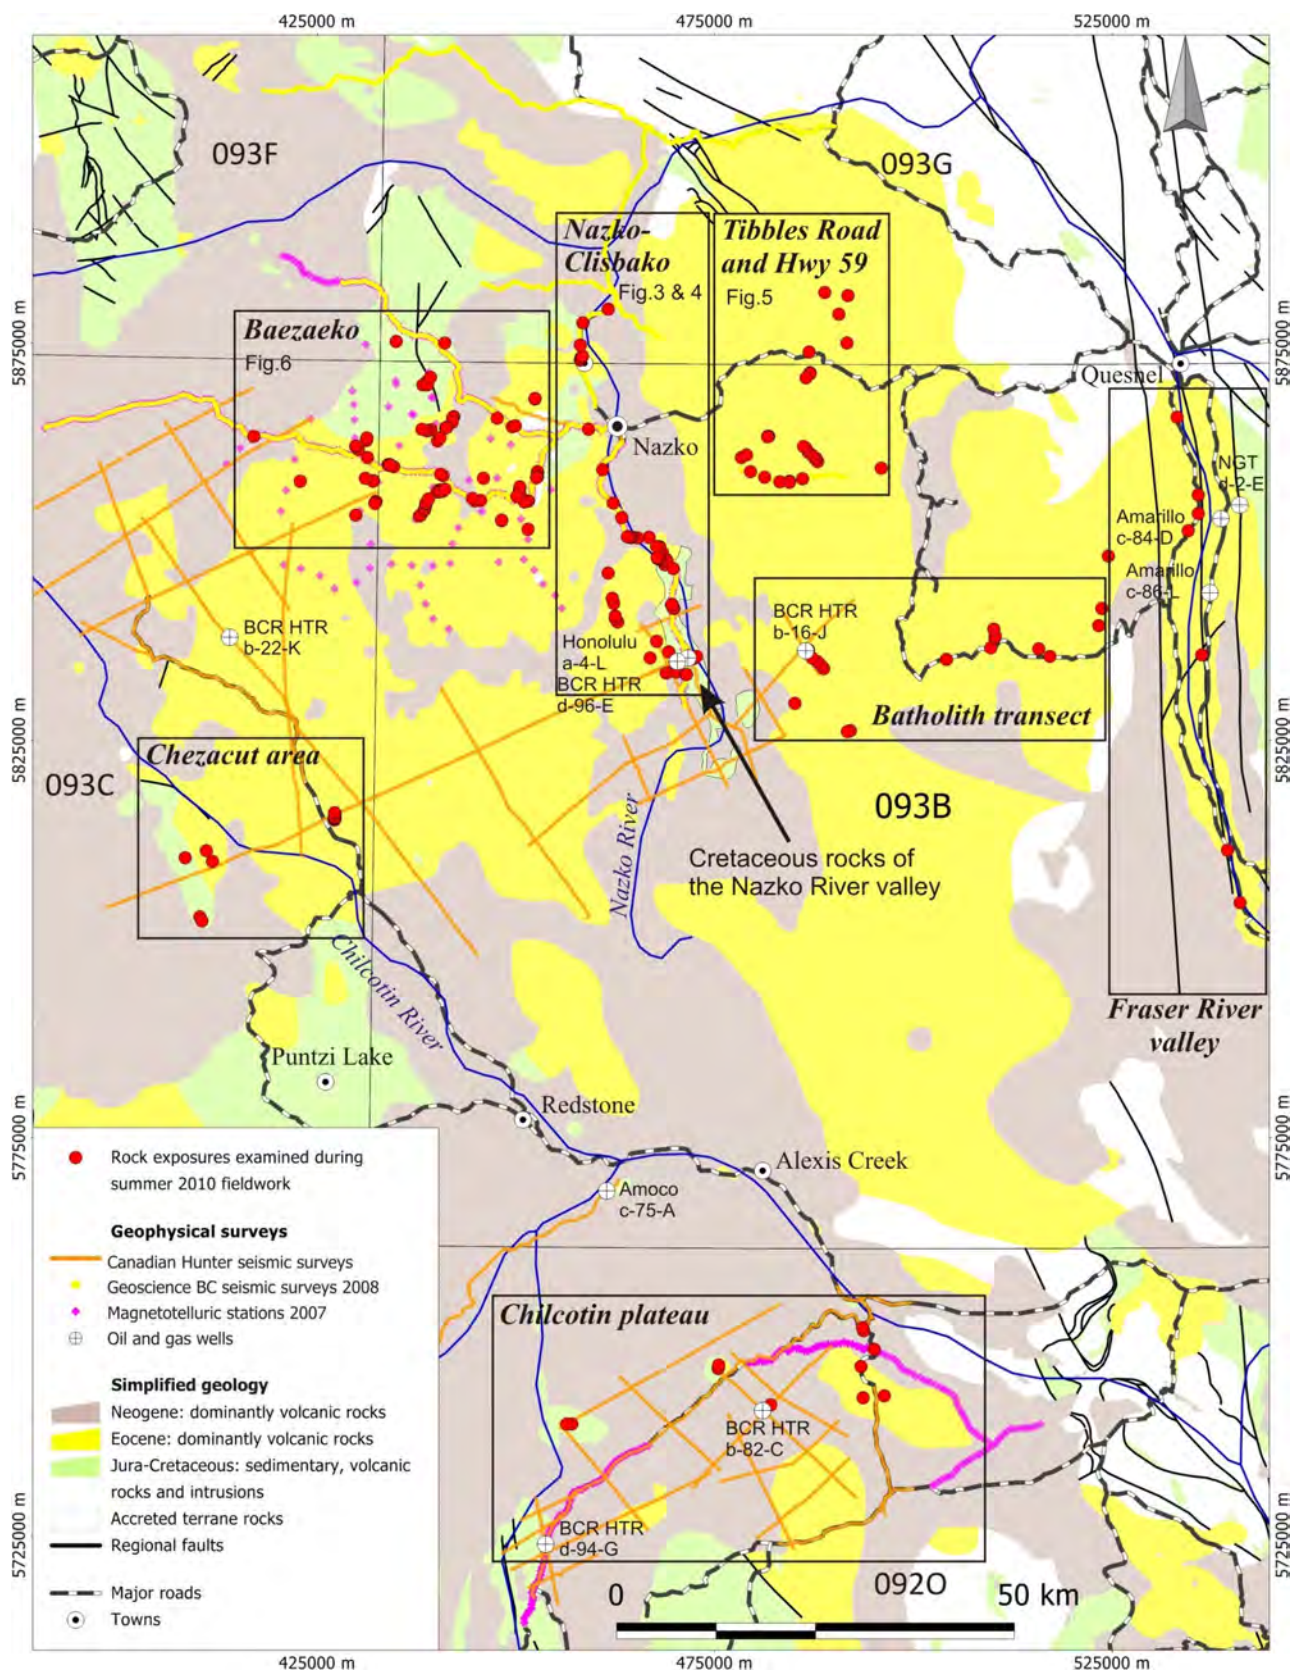 425000 m
475000 m
525000 m
093F
093G
Nazko-
Clisbako
Fig.3 & 4
Tibbles Road
and Hwy 59
Fig.5
Baezaeko
Fig.6
5875000 m
5875000 m
Quesnel
Nazko
NGT
d-2-E
Amarillo
c-84-D
Amarillo
c-86-L
BCR HTR
b-22-K
Honolulu
a-4-L
BCR HTR
d-96-E
BCR HTR
b-16-J
Batholith transect
5825000 m
5825000 m
Chezacut area
093C
093B
Nazko River
Cretaceous rocks of
the Nazko River valley
Chilcotin River
Fraser River
valley
Puntzi Lake
Redstone
Alexis Creek
5775000 m
5775000 m
Amoco
c-75-A
Rock exposures examined during
summer 2010 fieldwork
Geophysical surveys
Canadian Hunter seismic surveys
Geoscience BC seismic surveys 2008
Magnetotelluric stations 2007
Oil and gas wells
Simplified geology
Neogene: dominantly volcanic rocks
Eocene: dominantly volcanic rocks
Jura-Cretaceous: sedimentary, volcanic
rocks and intrusions
Accreted terrane rocks
Regional faults
Major roads
Towns
Chilcotin plateau
BCR HTR
b-82-C
BCR HTR
d-94-G
5725000 m
5725000 m
092O
0
50 km
425000 m
475000 m
525000 m